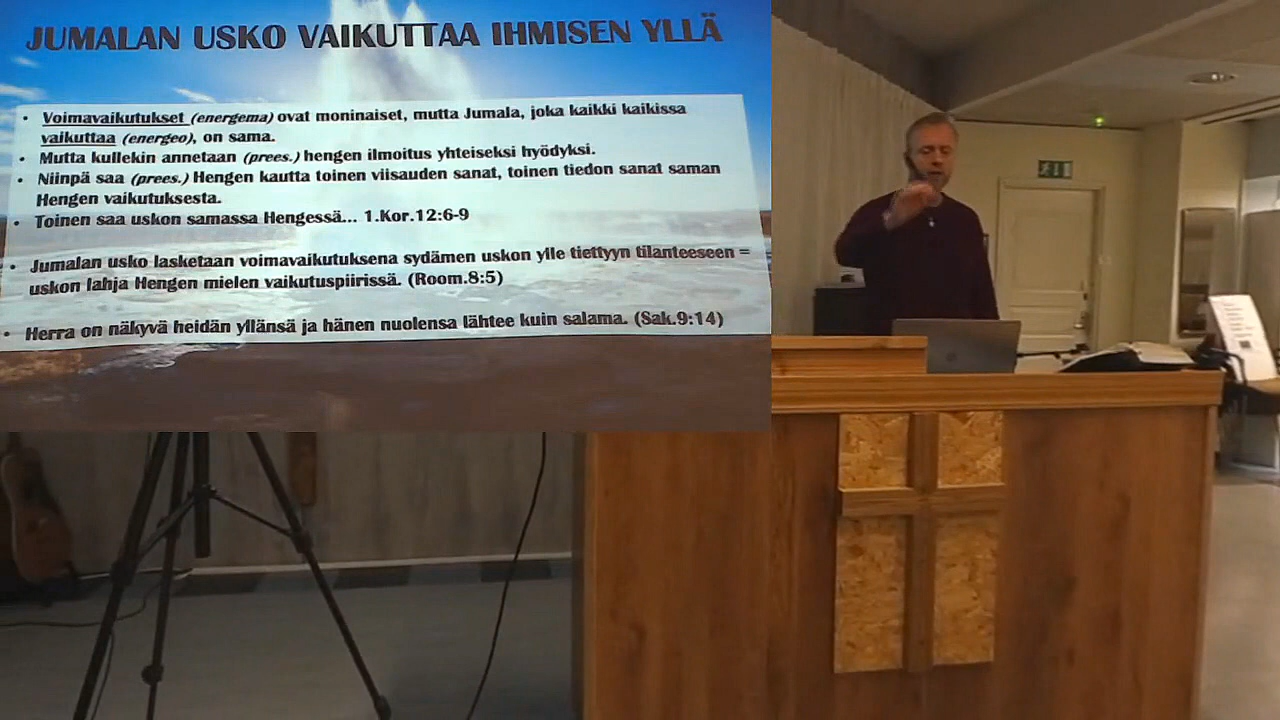 JUMALAN USKO VAIKUTTAA IHMISEN YLLÄ
• Voimavaikutukset (energema) ovat moninaiset, mutta Jumala, joka kaikki kaikissa
vaikuttaa (energeo), on sama.
• Mutta kullekin annetaan (prees.) hengen ilmoitus yhteiseksi hyödyksi.
• Niinpä saa (prees.) Hengen kautta toinen viisauden sanat, toinen tiedon sanat saman
Hengen vaikutuksesta.
• Toinen saa uskon samassa Hengessä... 1.Kor.12:6-9
• Jumalan usko lasketaan voimavaikutuksena sydämen uskon ylle tiettyyn tilanteeseen =
uskon lahja Hengen mielen vaikutuspiirissä. (Room.8:5)
• Herra on näkyvä heidän yllänsä ja hänen nuolensa lähtee kuin salama. (Sak.9:14)